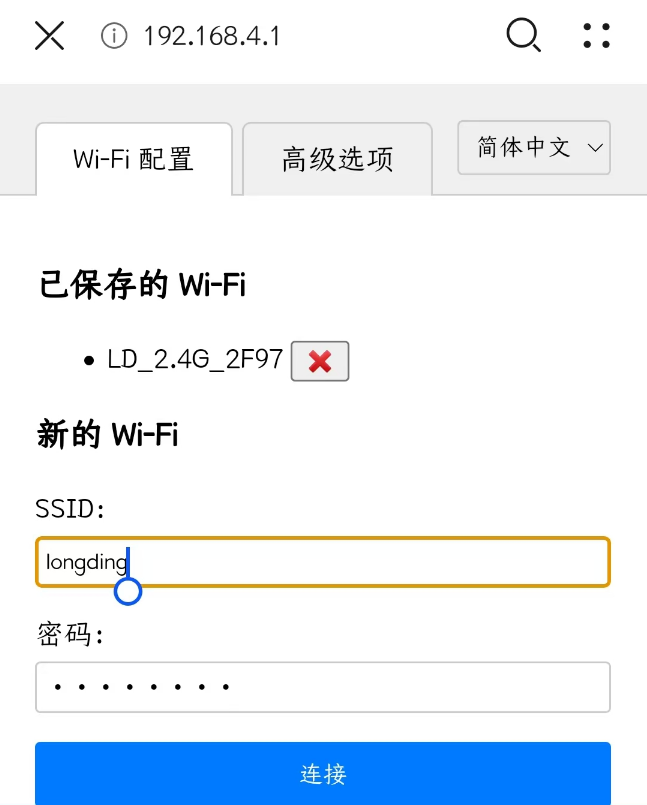 192.168.4.1
Wi-Fi 配置 高级选项 简体中文
已保存的 Wi-Fi
LD_2.4G_2F97
新的 Wi-Fi
SSID:
longding
密码:
••••••••
连接